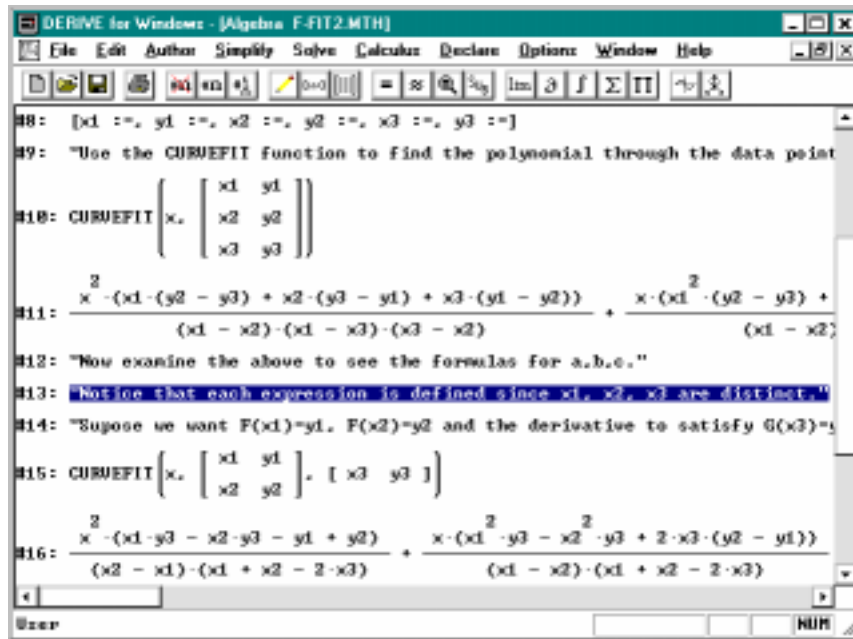 DERIVE for Windows - [Algebra F-FIT2.MTH]
File Edit Author Simplify Solve Calculus Declare Options Window Help
lim ∂ ∫ Σ Π
#8: [x1 :=, y1 :=, x2 :=, y2 :=, x3 :=, y3 :=]
#9: "Use the CURVEFIT function to find the polynomial through the data point
#10: CURVEFIT(x, [x1 y1
x2 y2
x3 y3])
#11: x^2·(x1·(y2 - y3) + x2·(y3 - y1) + x3·(y1 - y2)) / (x1 - x2)·(x1 - x3)·(x3 - x2) + x·(x1^2·(y2 - y3) + / (x1 - x2)
#12: "Now examine the above to see the formulas for a,b,c."
#13: "Notice that each expression is defined since x1, x2, x3 are distinct."
#14: "Supose we want F(x1)=y1, F(x2)=y2 and the derivative to satisfy G(x3)=y
#15: CURVEFIT(x, [x1 y1
x2 y2], [ x3 y3 ])
#16: x^2·(x1·y3 - x2·y3 - y1 + y2) / (x2 - x1)·(x1 + x2 - 2·x3) + x·(x1^2·y3 - x2^2·y3 + 2·x3·(y2 - y1)) / (x1 - x2)·(x1 + x2 - 2·x3)
User NUM